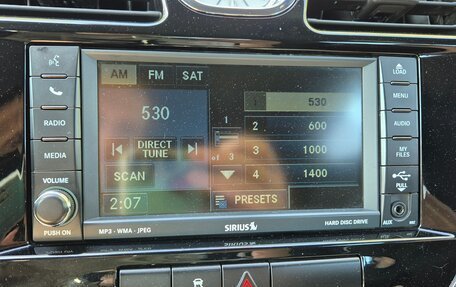 AM FM SAT
LOAD
MENU
RADIO
530
1 530
1
2 600
AUDIO
MEDIA
DIRECT TUNE
of 3
3 1000
MY FILES
VOLUME
SCAN
4 1400
PULL
2:07
PRESETS
PUSH ON
MP3 - WMA - JPEG
SIRIUS
HARD DISC DRIVE
AUX